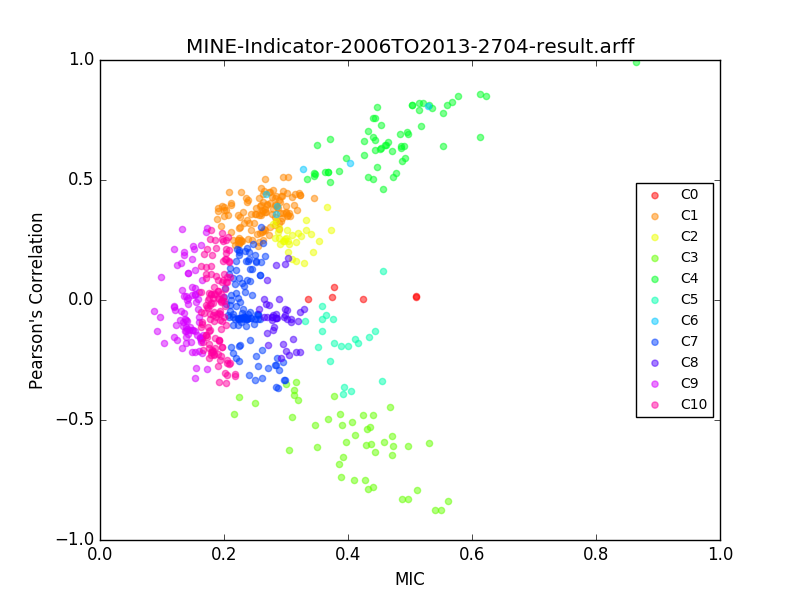 MINE-Indicator-2006TO2013-2704-result.arff
1.0
0.5
0.0
−0.5
−1.0
Pearson's Correlation
C0
C1
C2
C3
C4
C5
C6
C7
C8
C9
C10
0.0 0.2 0.4 0.6 0.8 1.0
MIC